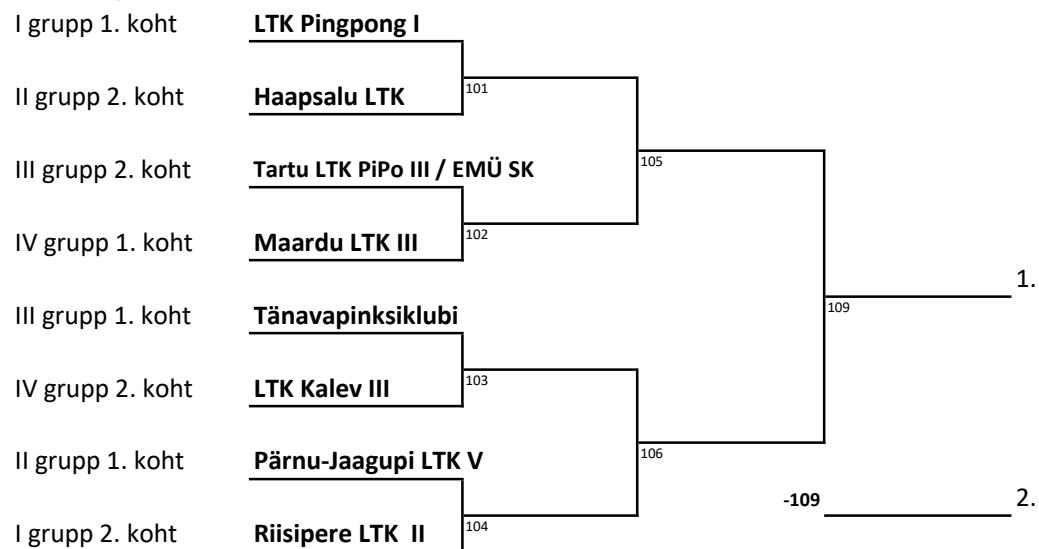 I grupp 1. koht LTK Pingpong I
101
II grupp 2. koht Haapsalu LTK
105
III grupp 2. koht Tartu LTK PiPo III / EMÜ SK
102
IV grupp 1. koht Maardu LTK III
1.
109
III grupp 1. koht Tänavapinksiklubi
103
IV grupp 2. koht LTK Kalev III
106
II grupp 1. koht Pärnu-Jaagupi LTK V
-109 2.
104
I grupp 2. koht Riisipere LTK II